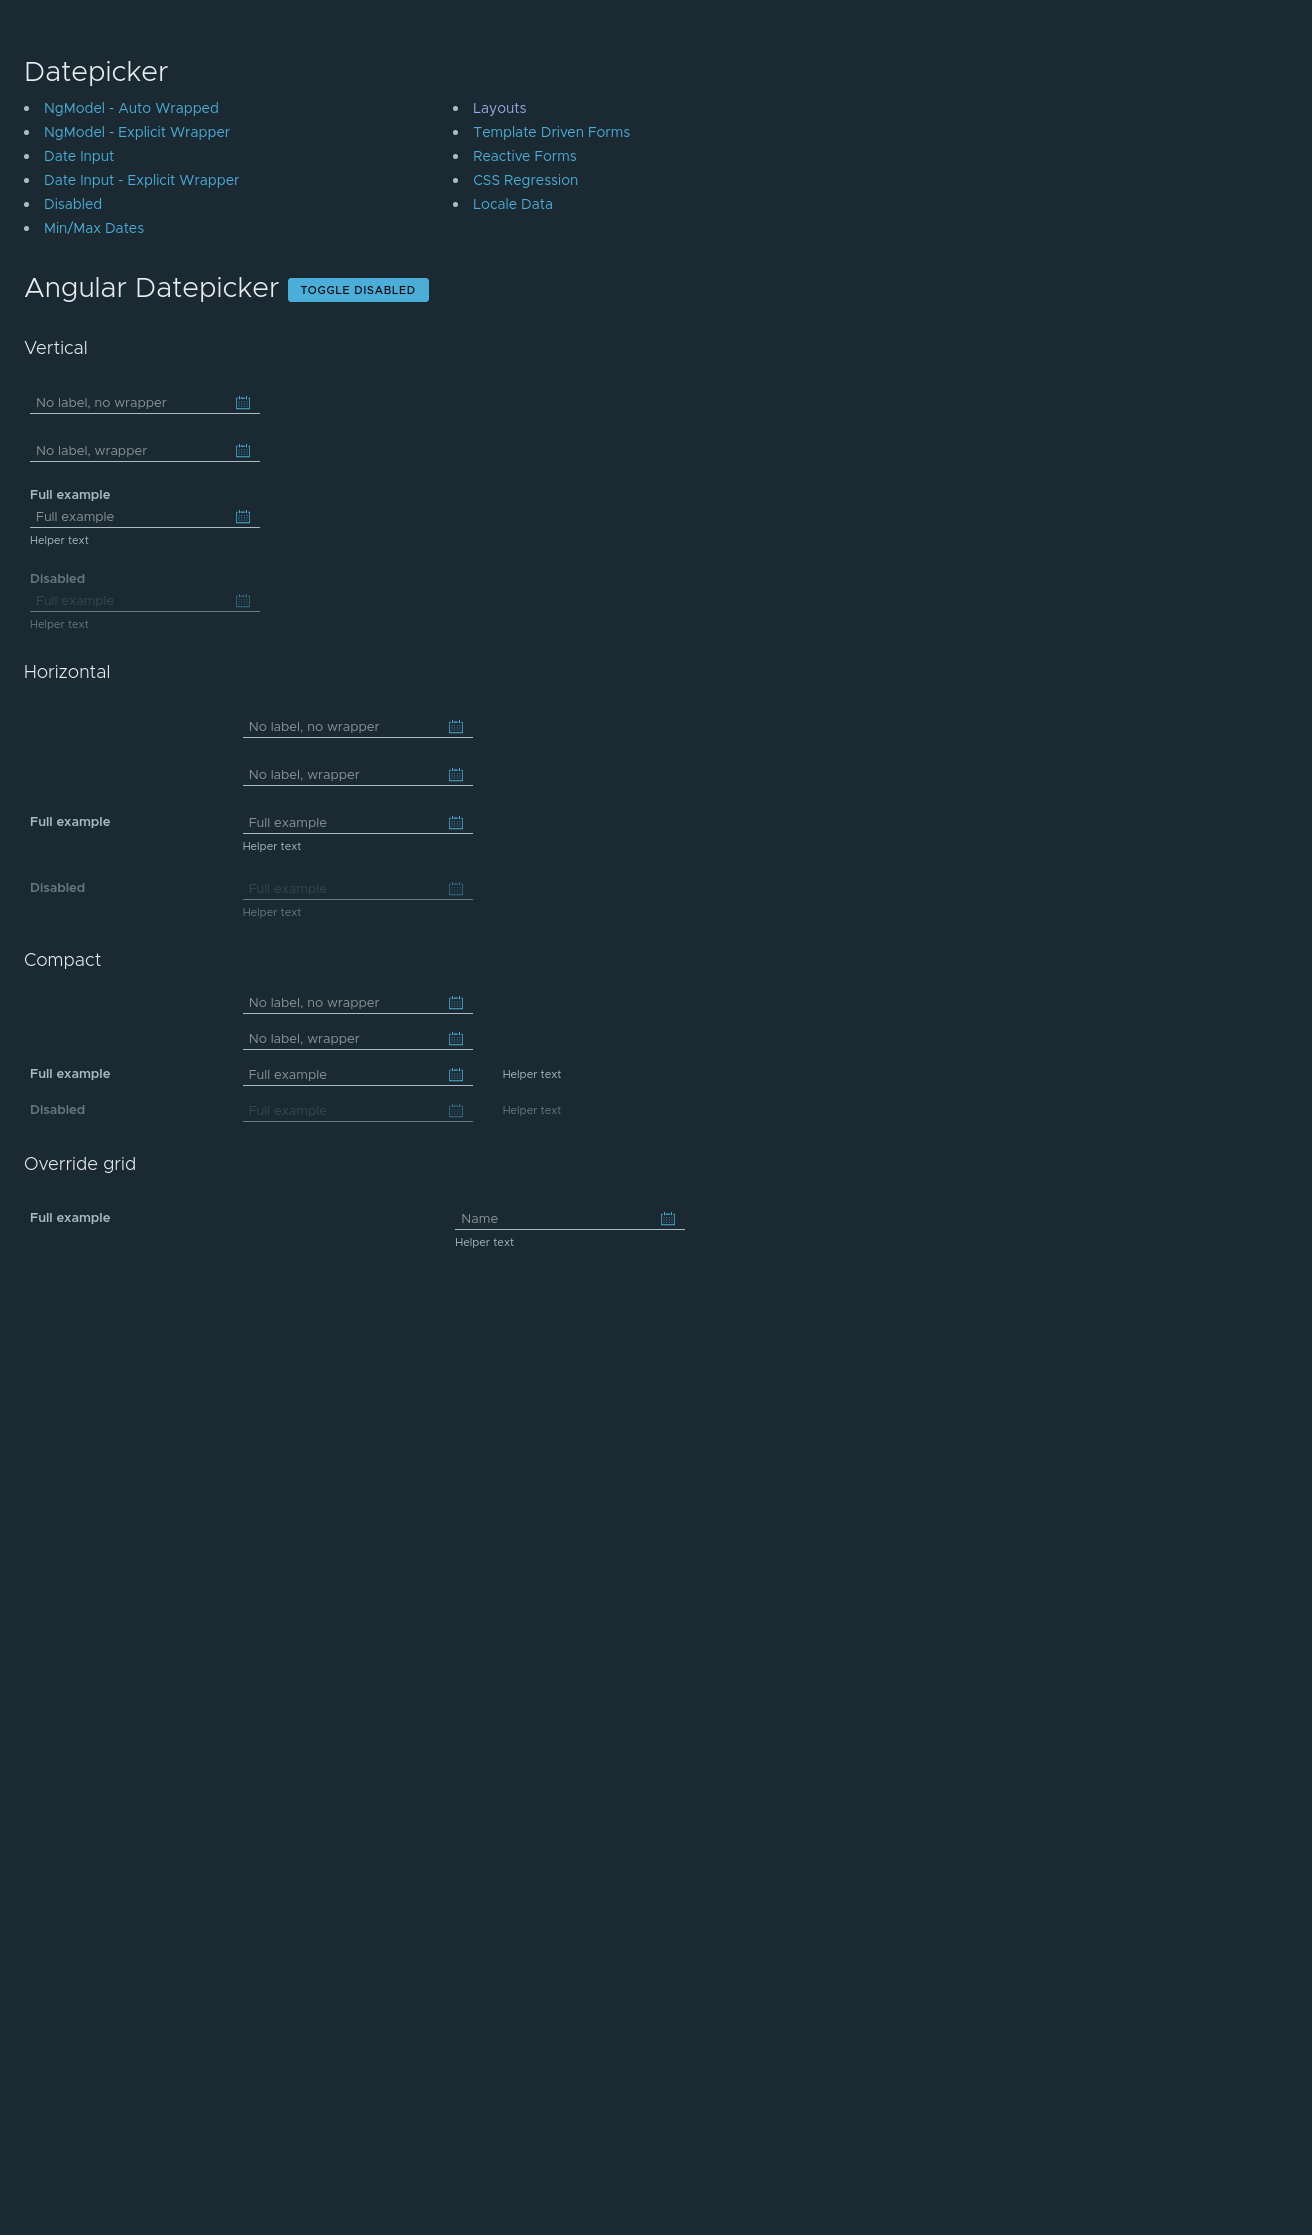 Datepicker
NgModel - Auto Wrapped
NgModel - Explicit Wrapper
Date Input
Date Input - Explicit Wrapper
Disabled
Min/Max Dates
Layouts
Template Driven Forms
Reactive Forms
CSS Regression
Locale Data
Angular Datepicker TOGGLE DISABLED
Vertical
No label, no wrapper
No label, wrapper
Full example
Full example
Helper text
Disabled
Full example
Helper text
Horizontal
No label, no wrapper
No label, wrapper
Full example Full example
Helper text
Disabled Full example
Helper text
Compact
No label, no wrapper
No label, wrapper
Full example Full example Helper text
Disabled Full example Helper text
Override grid
Full example Name
Helper text